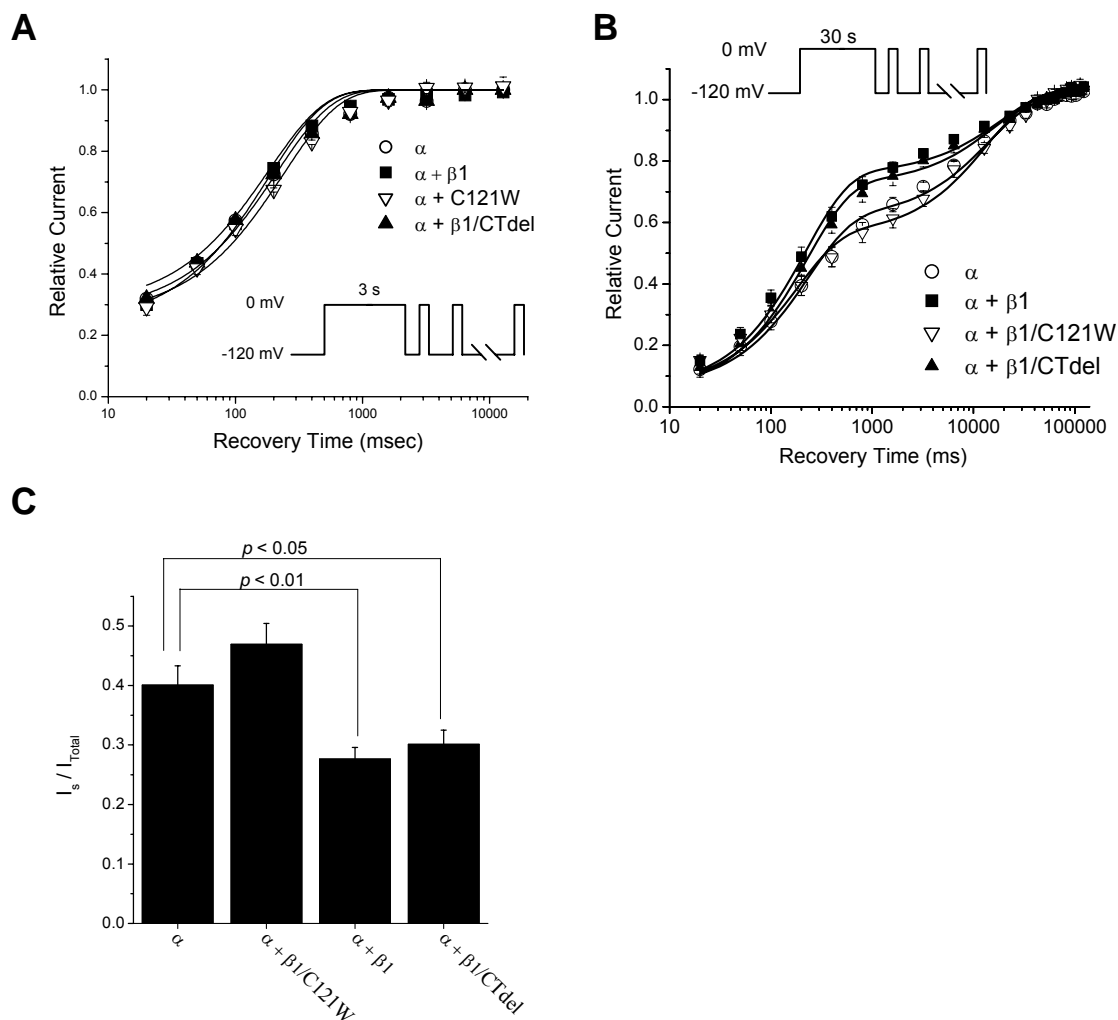 A
1.0
0.8
0.6
0.4
0.2
0.0
Relative Current
10
100
1000
10000
Recovery Time (msec)
α
α + β1
α + C121W
α + β1/CTdel
0 mV
3 s
-120 mV
B
0 mV
30 s
-120 mV
1.0
0.8
0.6
0.4
0.2
0.0
Relative Current
10
100
1000
10000
100000
Recovery Time (ms)
α
α + β1
α + β1/C121W
α + β1/CTdel
C
p < 0.05
p < 0.01
0.5
0.4
0.3
0.2
0.1
0.0
I_s / I_Total
α
α + β1/C121W
α + β1
α + β1/CTdel